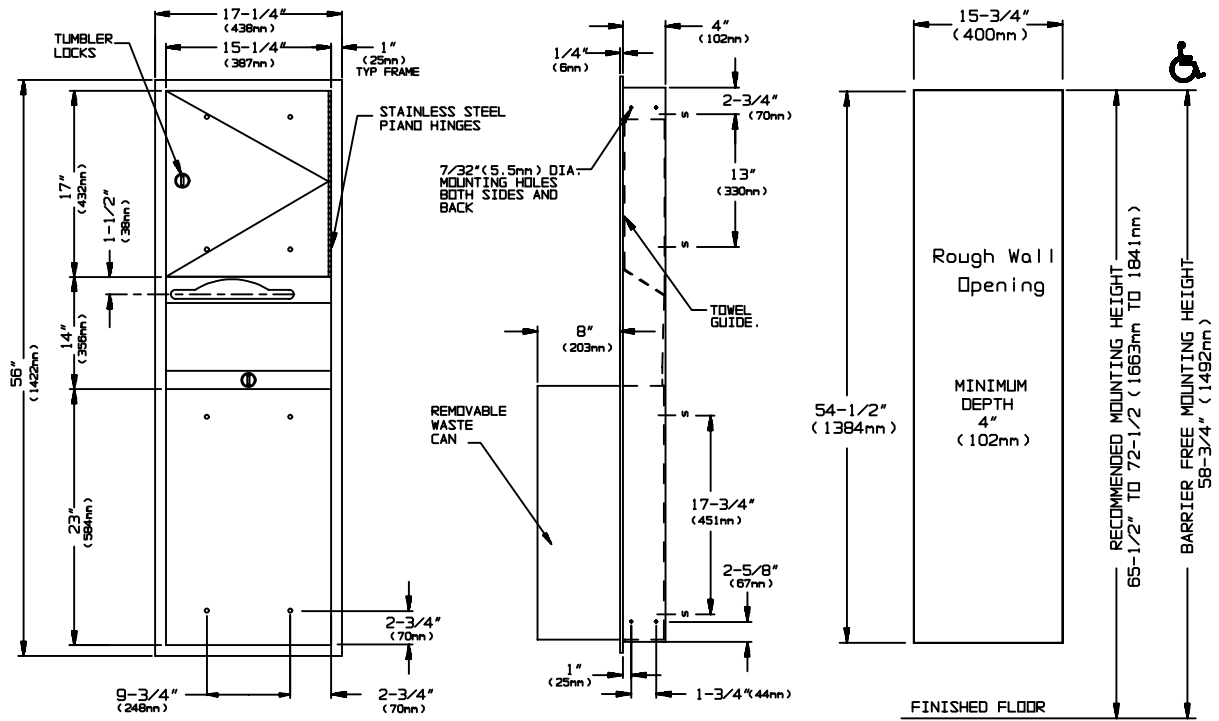 17-1/4"
(438mm)
15-1/4"
(387mm)
1"
(25mm)
TYP FRAME
TUMBLER
LOCKS
STAINLESS STEEL
PIANO HINGES
17"
(432mm)
1-1/2"
(38mm)
14"
(356mm)
56"
(1422mm)
23"
(584mm)
2-3/4"
(70mm)
9-3/4"
(248mm)
2-3/4"
(70mm)
4"
(102mm)
1/4"
(6mm)
2-3/4"
(70mm)
S
7/32"(5.5mm) DIA.
MOUNTING HOLES
BOTH SIDES AND
BACK
13"
(330mm)
S
TOWEL
GUIDE.
8"
(203mm)
REMOVABLE
WASTE
CAN
S
17-3/4"
(451mm)
2-5/8"
(67mm)
S
1"
(25mm)
1-3/4"(44mm)
15-3/4"
(400mm)
Rough Wall
Opening
MINIMUM
DEPTH
4"
(102mm)
54-1/2"
(1384mm)
RECOMMENDED MOUNTING HEIGHT
65-1/2" TO 72-1/2 (1663mm TO 1841mm)
BARRIER FREE MOUNTING HEIGHT
58-3/4" (1492mm)
FINISHED FLOOR